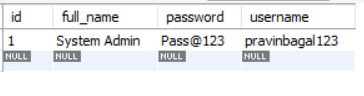 id full_name password username
1 System Admin Pass@123 pravinbagal123
NULL NULL NULL NULL